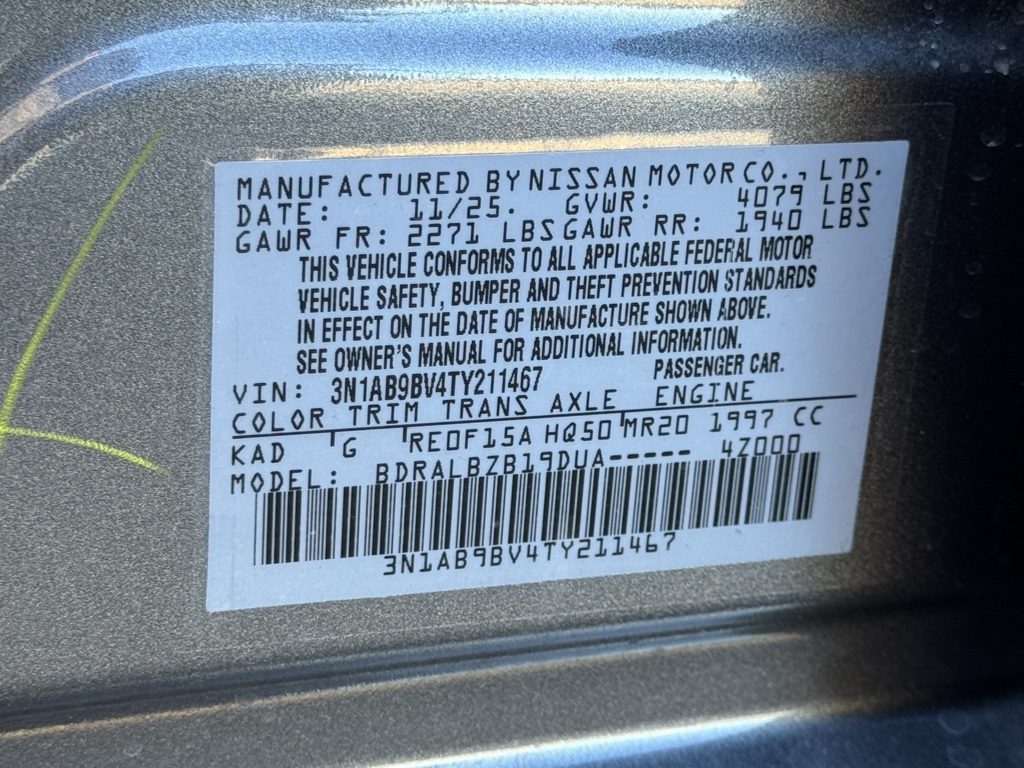 MANUFACTURED BY NISSAN MOTOR CO., LTD.
DATE: 11/25. GVWR: 4079 LBS
GAWR FR: 2271 LBS GAWR RR: 1940 LBS
THIS VEHICLE CONFORMS TO ALL APPLICABLE FEDERAL MOTOR
VEHICLE SAFETY, BUMPER AND THEFT PREVENTION STANDARDS
IN EFFECT ON THE DATE OF MANUFACTURE SHOWN ABOVE.
SEE OWNER'S MANUAL FOR ADDITIONAL INFORMATION.
VIN: 3N1AB9BV4TY211467 PASSENGER CAR.
COLOR TRIM TRANS AXLE ENGINE
KAD G RE0F15A HQ50 MR20 1997 CC
MODEL: BDRALBZB19DUA----- 4Z000
3N1AB9BV4TY211467